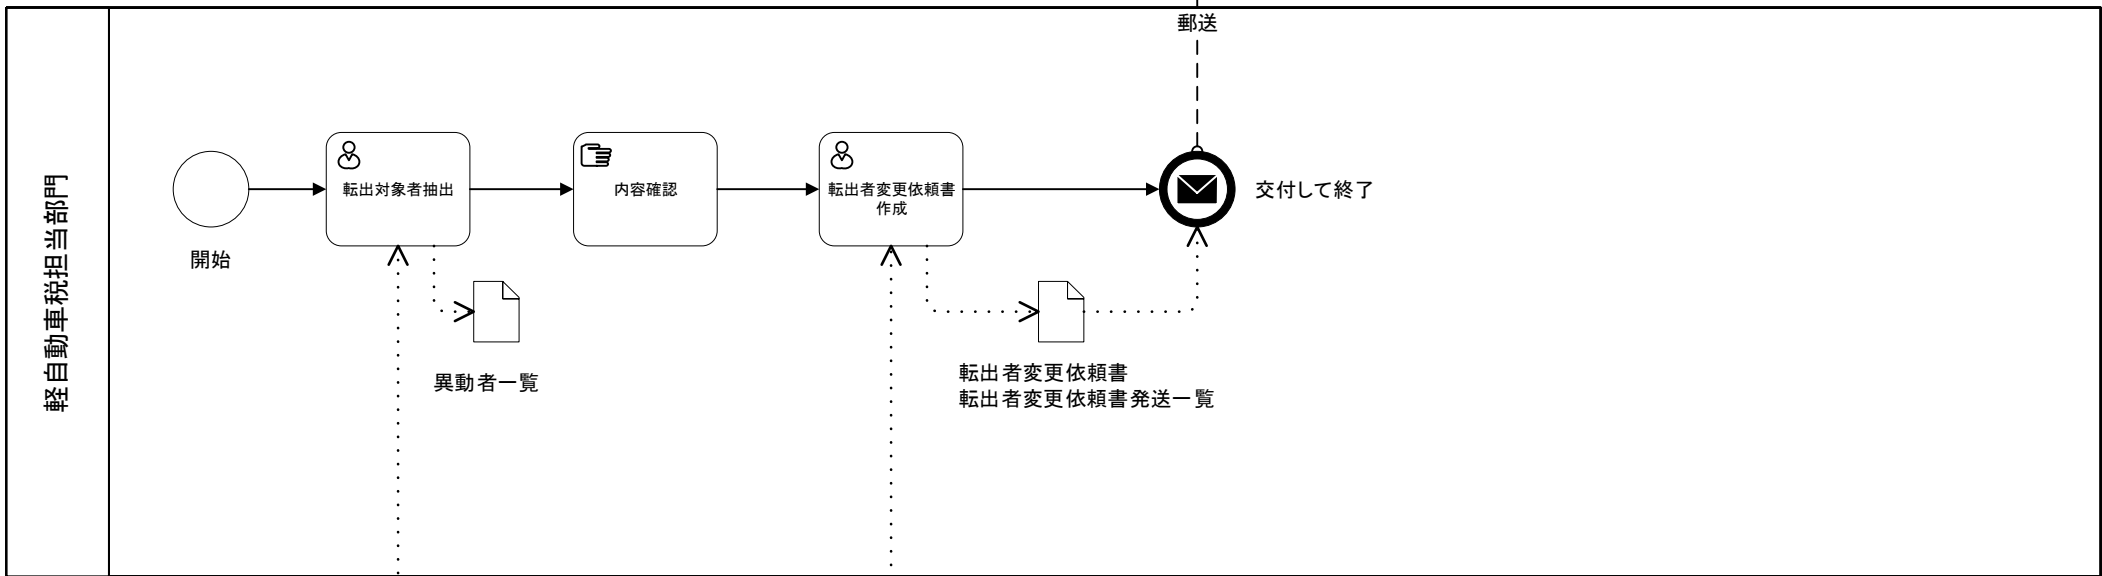 郵送
軽自動車税担当部門
転出対象者抽出
内容確認
転出者変更依頼書
作成
交付して終了
開始
異動者一覧
転出者変更依頼書
転出者変更依頼書発送一覧